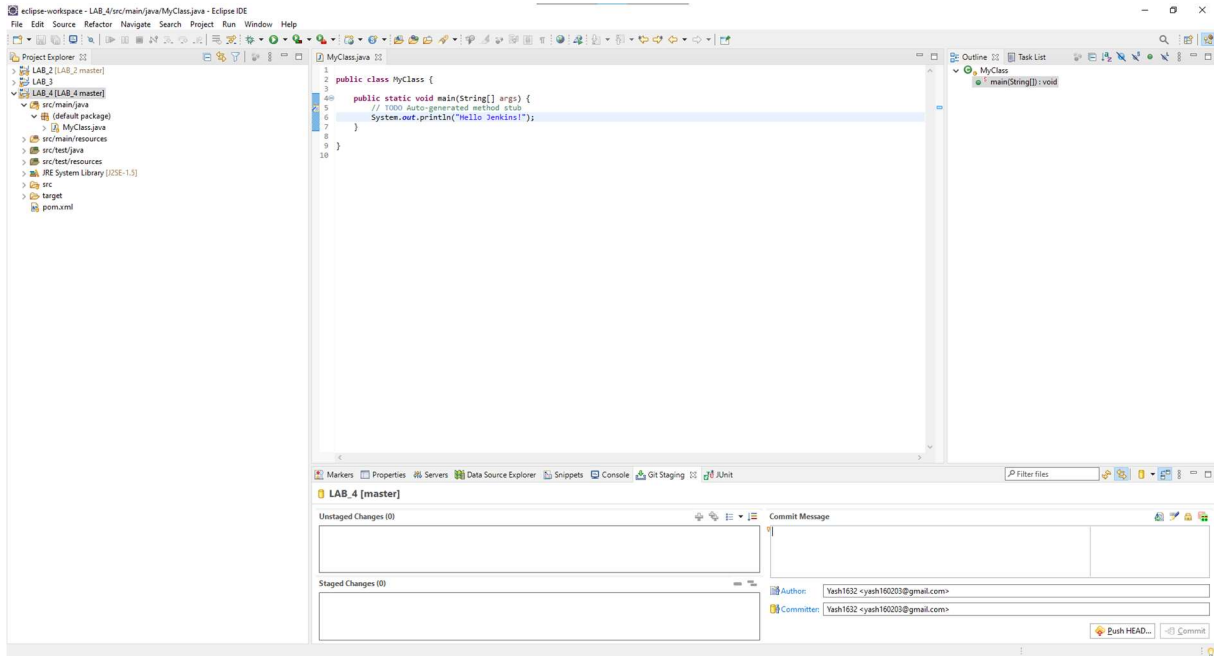 eclipse-workspace - LAB_4/src/main/java/MyClass.java - Eclipse IDE
File Edit Source Refactor Navigate Search Project Run Window Help
Project Explorer
LAB_2 [LAB_2 master]
LAB_3
LAB_4 [LAB_4 master]
src/main/java
(default package)
MyClass.java
src/main/resources
src/test/java
src/test/resources
JRE System Library [J2SE-1.5]
src
target
pom.xml
MyClass.java
1
2 public class MyClass {
3
4 public static void main(String[] args) {
5 // TODO Auto-generated method stub
6 System.out.println("Hello Jenkins!");
7 }
8
9 }
10
Outline Task List
MyClass
main(String[]) : void
Markers Properties Servers Data Source Explorer Snippets Console Git Staging JUnit
Filter files
LAB_4 [master]
Unstaged Changes (0)
Staged Changes (0)
Commit Message
Author: Yash1632 <yash160203@gmail.com>
Committer: Yash1632 <yash160203@gmail.com>
Push HEAD... Commit